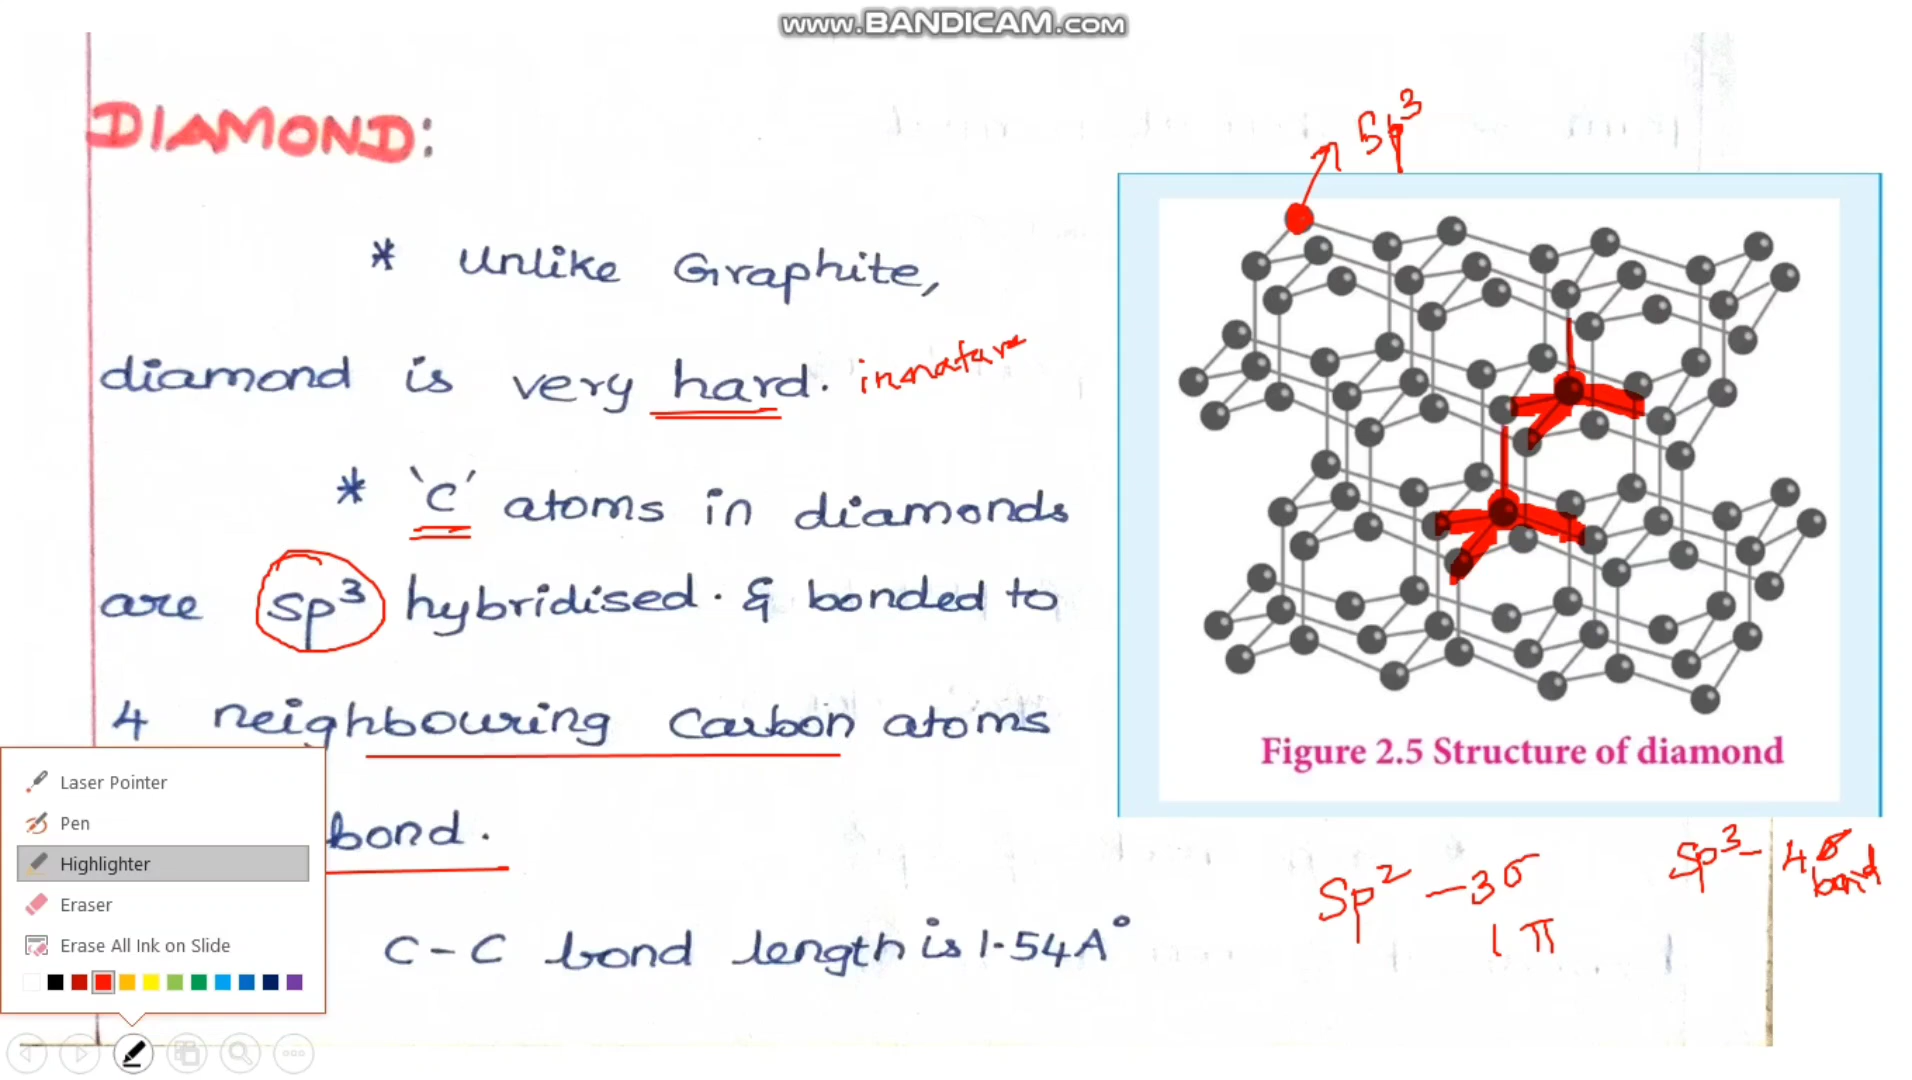 www.BANDICAM.com
DIAMOND:
Sp³
* Unlike Graphite,
diamond is very hard. in nature
* 'C' atoms in diamonds
are Sp³ hybridised. & bonded to
4 neighbouring Carbon atoms
bond.
C-C bond length is 1.54A°
Figure 2.5 Structure of diamond
Sp² - 3σ
1 π
Sp³ - 4 σ
bond
Laser Pointer
Pen
Highlighter
Eraser
Erase All Ink on Slide